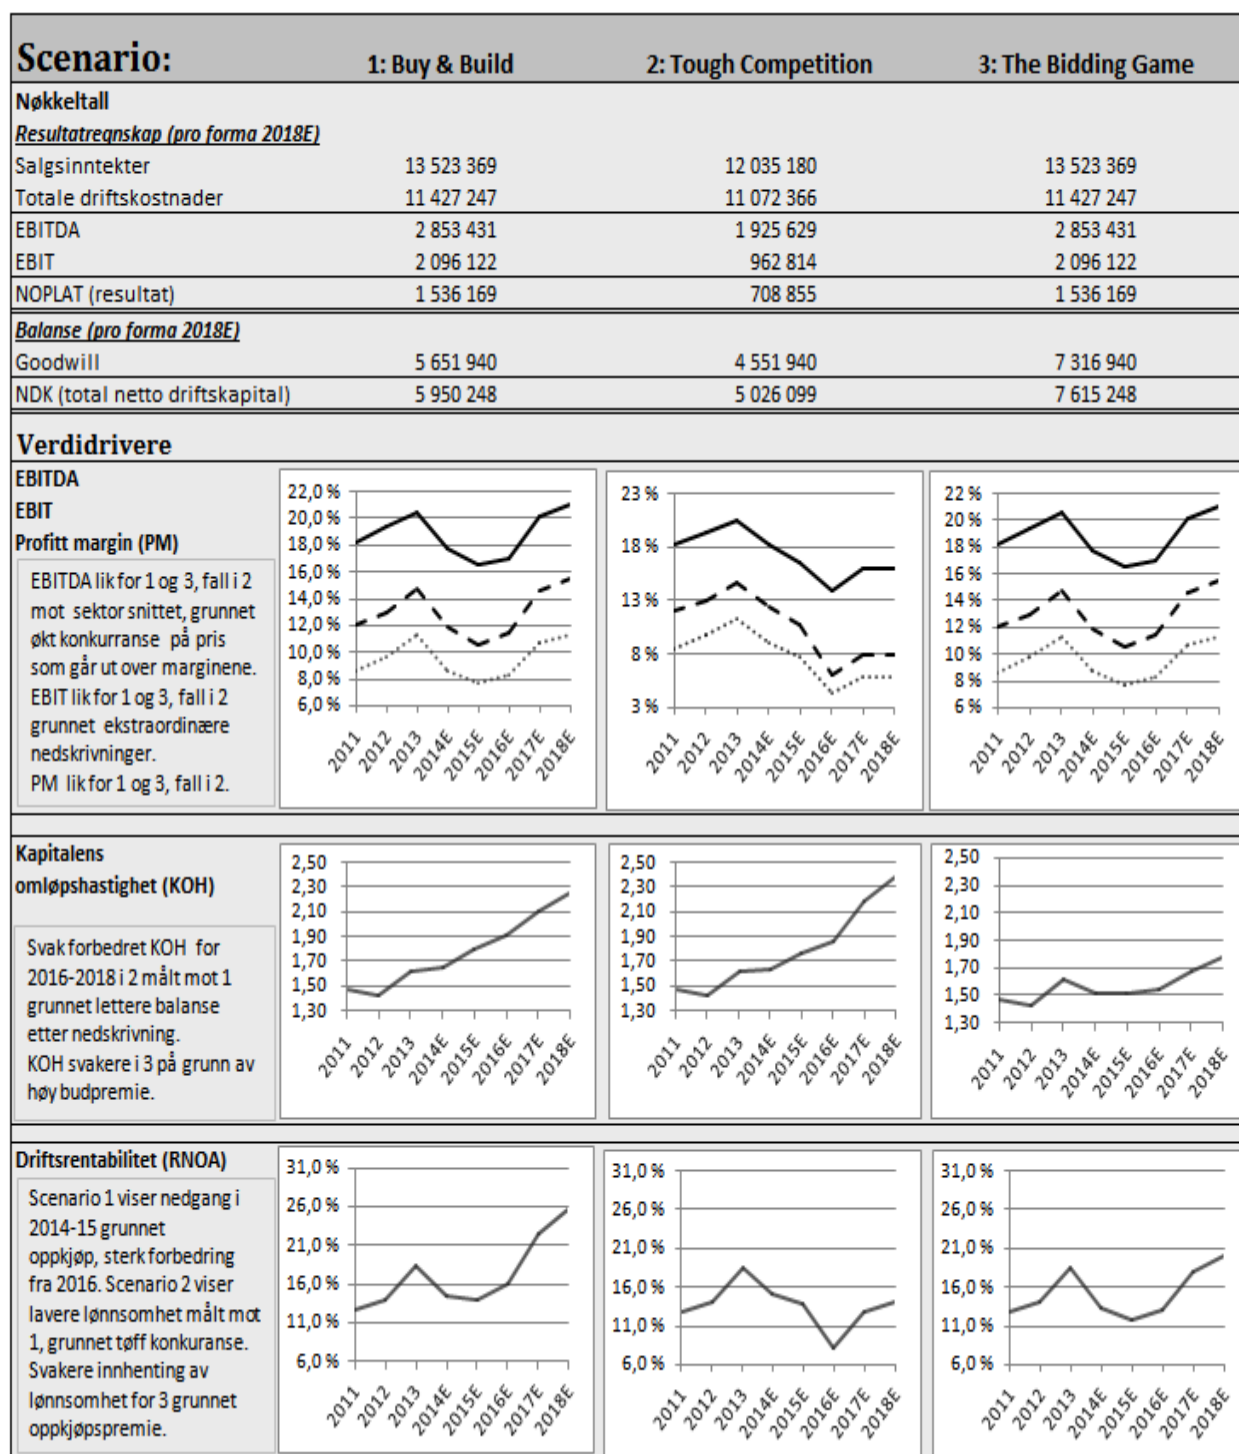 Scenario: 1: Buy & Build 2: Tough Competition 3: The Bidding Game
Nøkkeltall
Resultatregnskap (pro forma 2018E)
Salgsinntekter 13 523 369 12 035 180 13 523 369
Totale driftskostnader 11 427 247 11 072 366 11 427 247
EBITDA 2 853 431 1 925 629 2 853 431
EBIT 2 096 122 962 814 2 096 122
NOPLAT (resultat) 1 536 169 708 855 1 536 169
Balanse (pro forma 2018E)
Goodwill 5 651 940 4 551 940 7 316 940
NDK (total netto driftskapital) 5 950 248 5 026 099 7 615 248
Verdidrivere
EBITDA
EBIT
Profitt margin (PM)
EBITDA lik for 1 og 3, fall i 2
mot sektor snittet, grunnet
økt konkurranse på pris
som går ut over marginene.
EBIT lik for 1 og 3, fall i 2
grunnet ekstraordinære
nedskrivninger.
PM lik for 1 og 3, fall i 2.
22,0 %
20,0 %
18,0 %
16,0 %
14,0 %
12,0 %
10,0 %
8,0 %
6,0 %
2011 2012 2013 2014E 2015E 2016E 2017E 2018E
23 %
18 %
13 %
8 %
3 %
2011 2012 2013 2014E 2015E 2016E 2017E 2018E
22 %
20 %
18 %
16 %
14 %
12 %
10 %
8 %
6 %
2011 2012 2013 2014E 2015E 2016E 2017E 2018E
Kapitalens
omløpshastighet (KOH)
Svak forbedret KOH for
2016-2018 i 2 målt mot 1
grunnet lettere balanse
etter nedskrivning.
KOH svakere i 3 på grunn av
høy budpremie.
2,50
2,30
2,10
1,90
1,70
1,50
1,30
2011 2012 2013 2014E 2015E 2016E 2017E 2018E
2,50
2,30
2,10
1,90
1,70
1,50
1,30
2011 2012 2013 2014E 2015E 2016E 2017E 2018E
2,50
2,30
2,10
1,90
1,70
1,50
1,30
2011 2012 2013 2014E 2015E 2016E 2017E 2018E
Driftsrentabilitet (RNOA)
Scenario 1 viser nedgang i
2014-15 grunnet
oppkjøp, sterk forbedring
fra 2016. Scenario 2 viser
lavere lønnsomhet målt mot
1, grunnet tøff konkuranse.
Svakere innhenting av
lønnsomhet for 3 grunnet
oppkjøpspremie.
31,0 %
26,0 %
21,0 %
16,0 %
11,0 %
6,0 %
2011 2012 2013 2014E 2015E 2016E 2017E 2018E
31,0 %
26,0 %
21,0 %
16,0 %
11,0 %
6,0 %
2011 2012 2013 2014E 2015E 2016E 2017E 2018E
31,0 %
26,0 %
21,0 %
16,0 %
11,0 %
6,0 %
2011 2012 2013 2014E 2015E 2016E 2017E 2018E